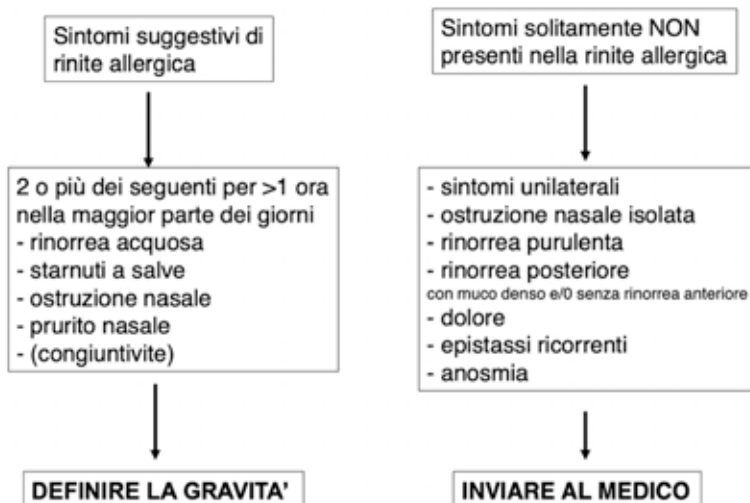 Sintomi suggestivi di
rinite allergica
2 o più dei seguenti per >1 ora
nella maggior parte dei giorni
- rinorrea acquosa
- starnuti a salve
- ostruzione nasale
- prurito nasale
- (congiuntivite)
DEFINIRE LA GRAVITA'
Sintomi solitamente NON
presenti nella rinite allergica
- sintomi unilaterali
- ostruzione nasale isolata
- rinorrea purulenta
- rinorrea posteriore
con muco denso e/0 senza rinorrea anteriore
- dolore
- epistassi ricorrenti
- anosmia
INVIARE AL MEDICO